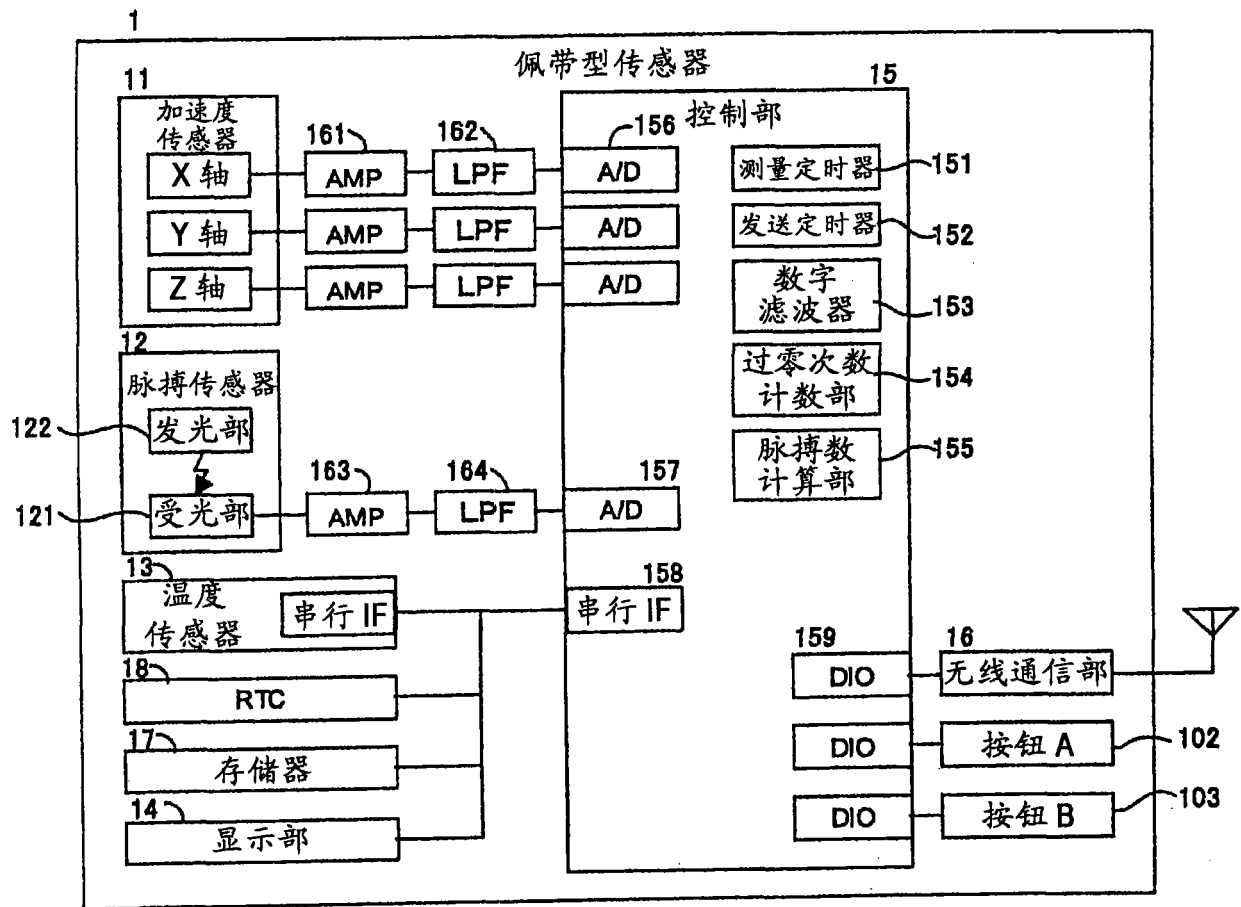 1
佩带型传感器
11
加速度
传感器
X 轴
Y 轴
Z 轴
161
AMP
AMP
AMP
162
LPF
LPF
LPF
15
控制部
156
A/D
A/D
A/D
测量定时器
151
发送定时器
152
数字
滤波器
153
过零次数
计数部
154
脉搏数
计算部
155
12
脉搏传感器
122
发光部
121
受光部
163
AMP
164
LPF
157
A/D
13
温度
传感器
串行 IF
158
串行 IF
18
RTC
17
存储器
14
显示部
159
DIO
DIO
DIO
16
无线通信部
按钮 A
102
按钮 B
103